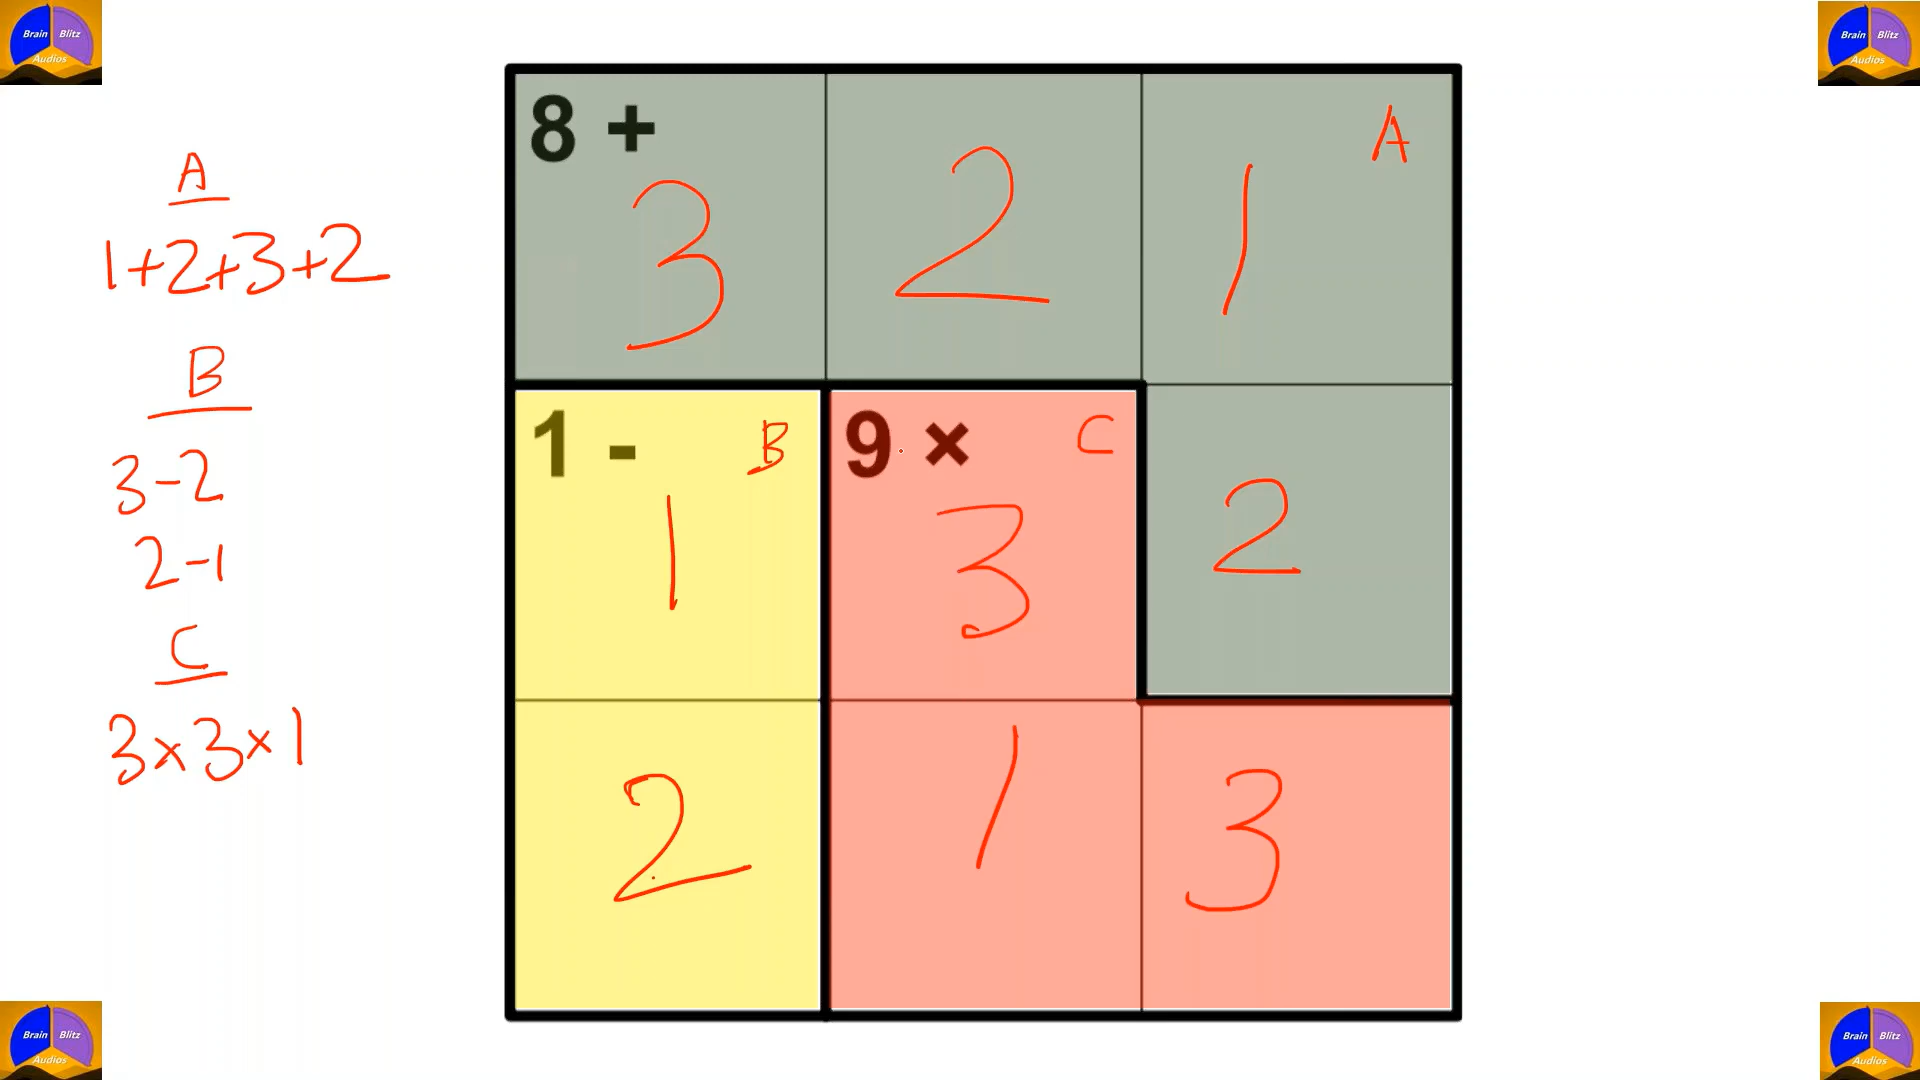 Brain Blitz
Audios
Brain Blitz
Audios
A
1+2+3+2
B
3-2
2-1
C
3×3×1
8 +
A
3 2 1
1 -
B
9 ×
C
1 3 2
2 1 3
Brain Blitz
Audios
Brain Blitz
Audios